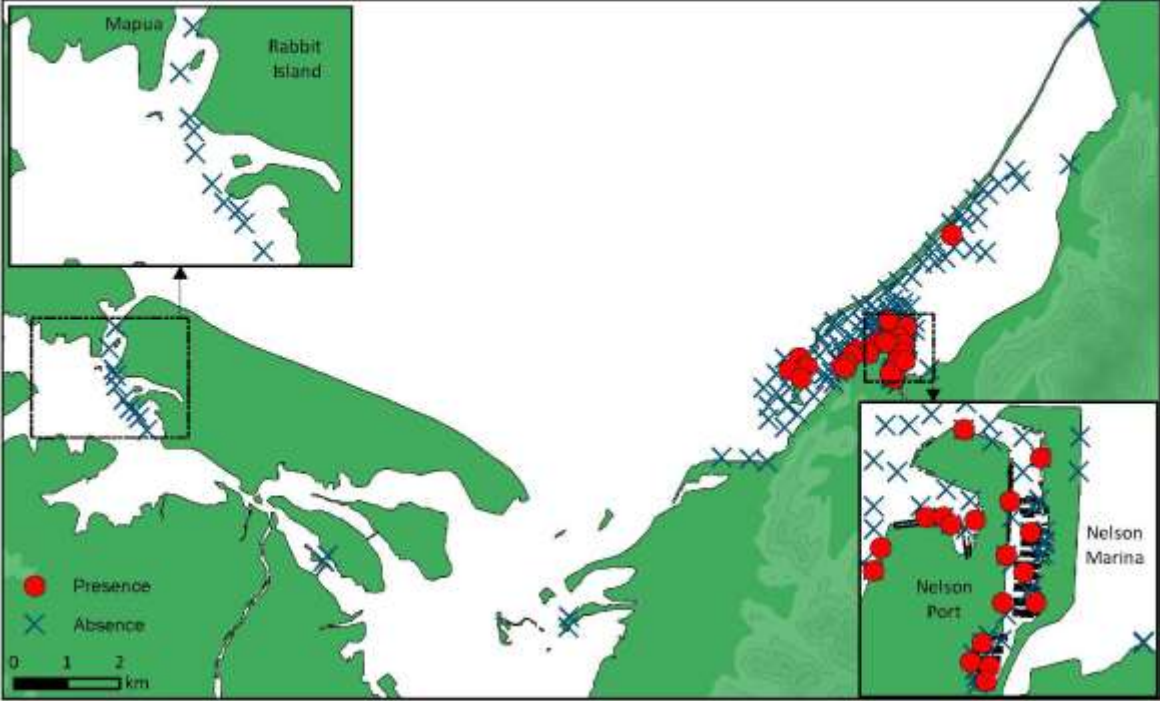 Mapua
Rabbit
Island
Nelson
Marina
Nelson
Port
Presence
Absence
0 1 2
km